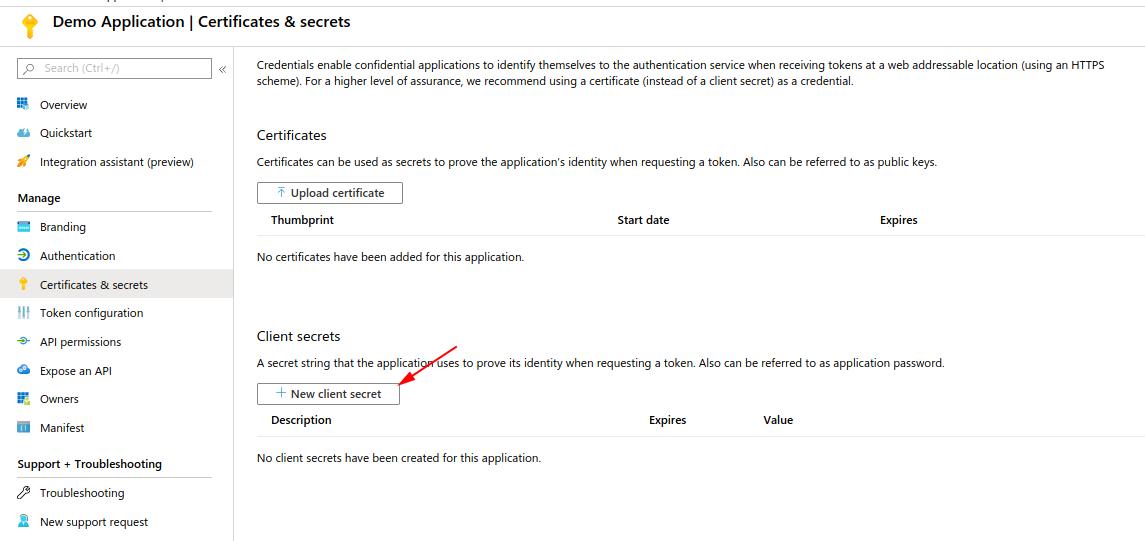 Demo Application | Certificates & secrets
Search (Ctrl+/)
«
Overview
Quickstart
Integration assistant (preview)
Manage
Branding
Authentication
Certificates & secrets
Token configuration
API permissions
Expose an API
Owners
Manifest
Support + Troubleshooting
Troubleshooting
New support request
Credentials enable confidential applications to identify themselves to the authentication service when receiving tokens at a web addressable location (using an HTTPS
scheme). For a higher level of assurance, we recommend using a certificate (instead of a client secret) as a credential.
Certificates
Certificates can be used as secrets to prove the application's identity when requesting a token. Also can be referred to as public keys.
Upload certificate
Thumbprint Start date Expires
No certificates have been added for this application.
Client secrets
A secret string that the application uses to prove its identity when requesting a token. Also can be referred to as application password.
New client secret
Description Expires Value
No client secrets have been created for this application.